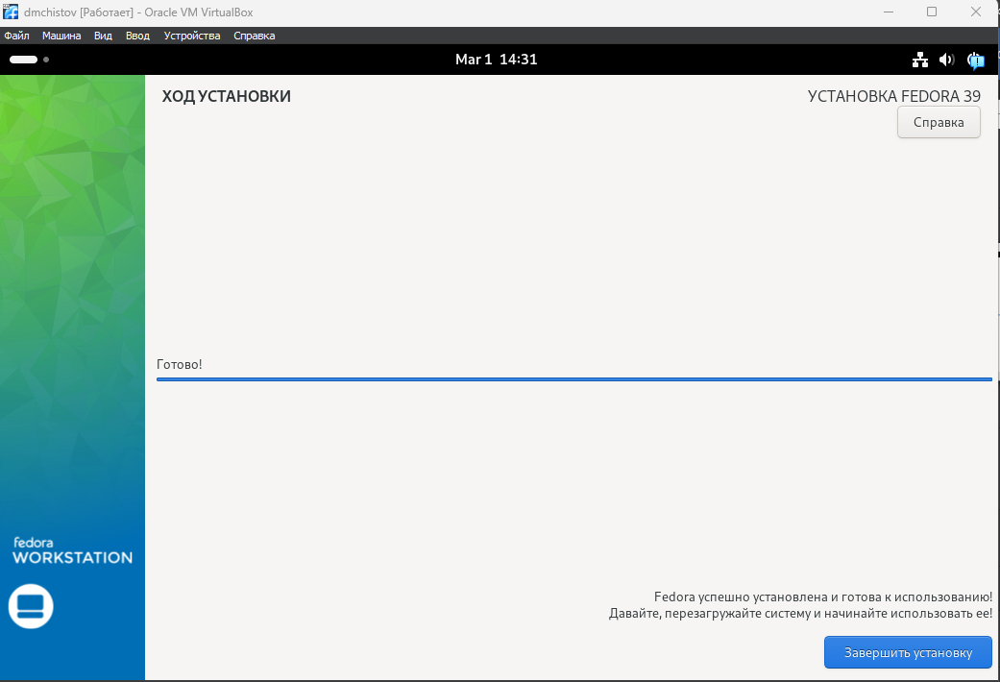 dmchistov [Работает] - Oracle VM VirtualBox
Файл Машина Вид Ввод Устройства Справка
Mar 1 14:31
ХОД УСТАНОВКИ
УСТАНОВКА FEDORA 39
Справка
Готово!
fedora
WORKSTATION
Fedora успешно установлена и готова к использованию!
Давайте, перезагружайте систему и начинайте использовать ее!
Завершить установку